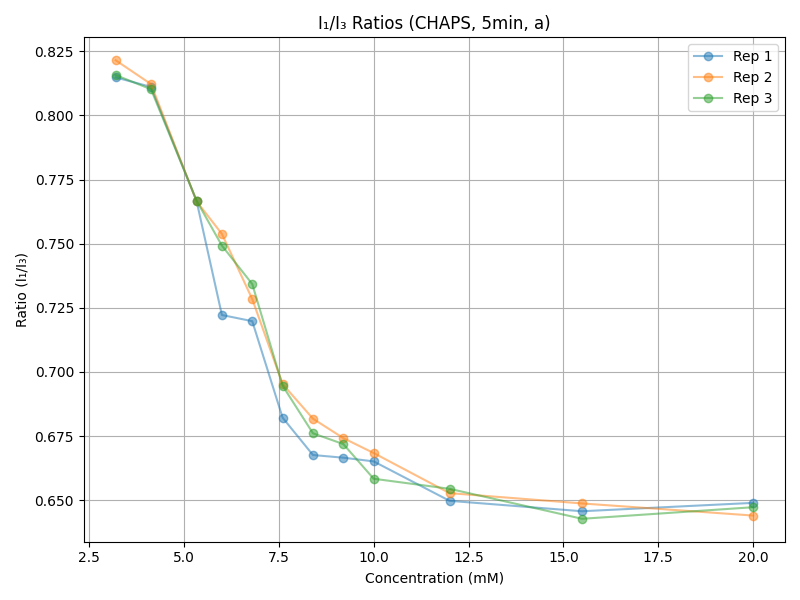 I₁/I₃ Ratios (CHAPS, 5min, a)
Rep 1
Rep 2
Rep 3
Ratio (I₁/I₃)
0.825
0.800
0.775
0.750
0.725
0.700
0.675
0.650
2.5 5.0 7.5 10.0 12.5 15.0 17.5 20.0
Concentration (mM)